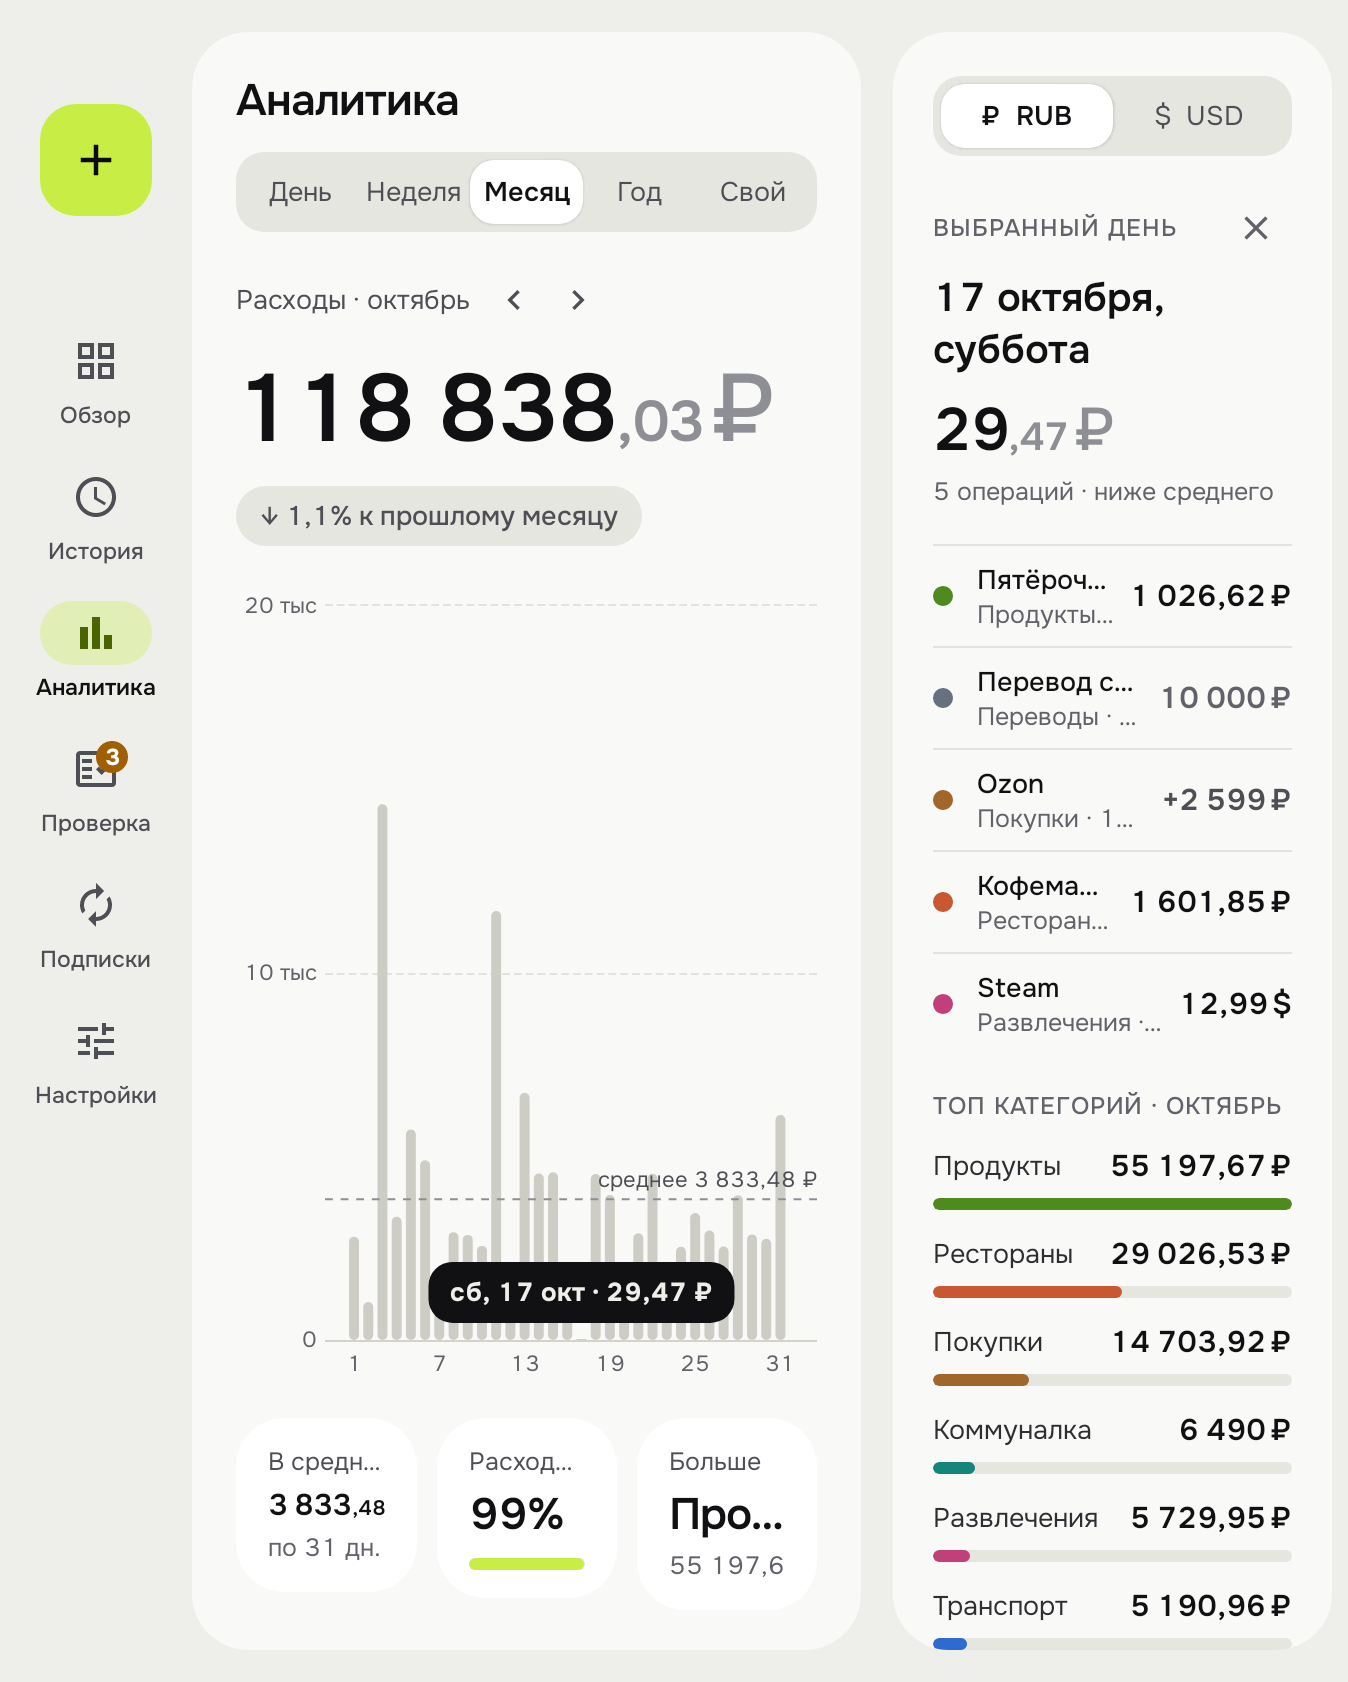 Обзор
История
Аналитика
3
Проверка
Подписки
Настройки
Аналитика
День Неделя Месяц Год Свой
Расходы · октябрь
118 838,03 ₽
↓ 1,1% к прошлому месяцу
20 тыс
10 тыс
среднее 3 833,48 ₽
сб, 17 окт · 29,47 ₽
0
1 7 13 19 25 31
В средн...
3 833,48
по 31 дн.
Расход...
99%
Больше
Про...
55 197,6
₽ RUB $ USD
ВЫБРАННЫЙ ДЕНЬ
17 октября,
суббота
29,47 ₽
5 операций · ниже среднего
Пятёроч... 1 026,62 ₽
Продукты...
Перевод с... 10 000 ₽
Переводы · ...
Ozon +2 599 ₽
Покупки · 1...
Кофема... 1 601,85 ₽
Ресторан...
Steam 12,99 $
Развлечения ·...
ТОП КАТЕГОРИЙ · ОКТЯБРЬ
Продукты 55 197,67 ₽
Рестораны 29 026,53 ₽
Покупки 14 703,92 ₽
Коммуналка 6 490 ₽
Развлечения 5 729,95 ₽
Транспорт 5 190,96 ₽